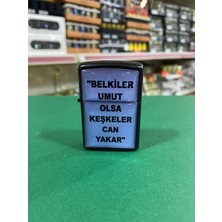 "BELKİLER
UMUT
OLSA
KEŞKELER
CAN
YAKAR"